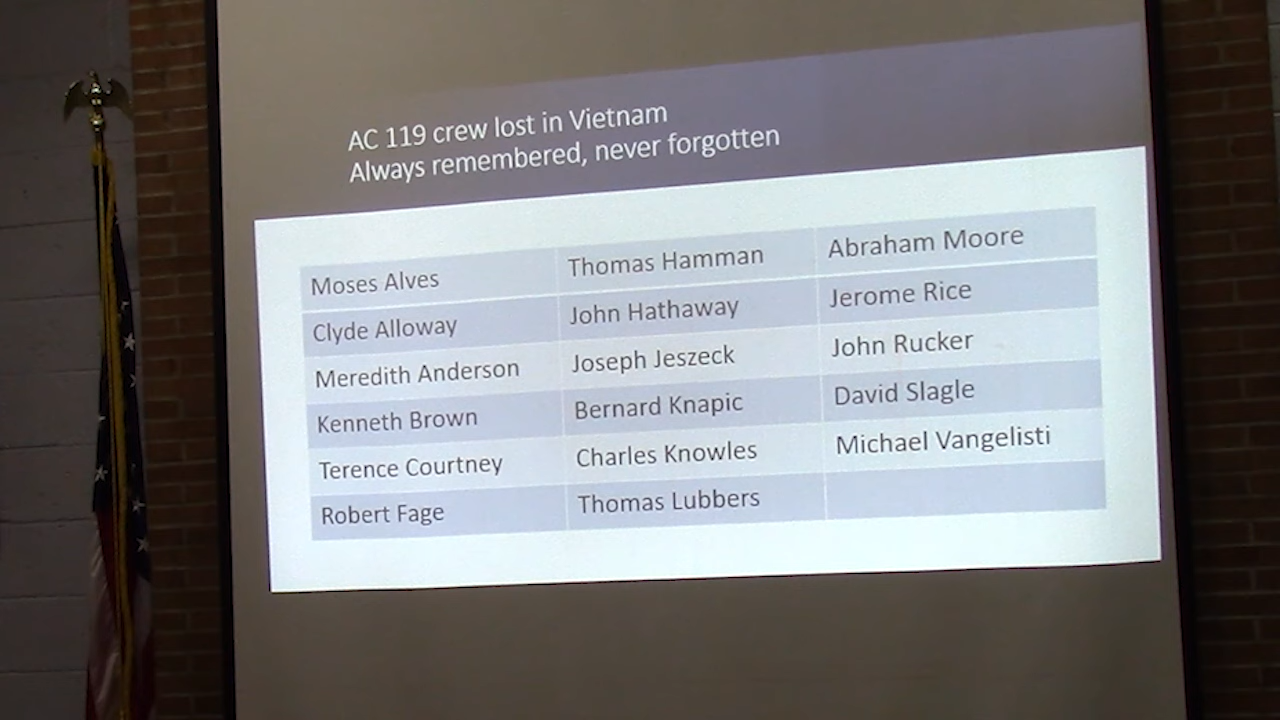 AC 119 crew lost in Vietnam
Always remembered, never forgotten
Moses Alves Thomas Hamman Abraham Moore
Clyde Alloway John Hathaway Jerome Rice
Meredith Anderson Joseph Jeszeck John Rucker
Kenneth Brown Bernard Knapic David Slagle
Terence Courtney Charles Knowles Michael Vangelisti
Robert Fage Thomas Lubbers